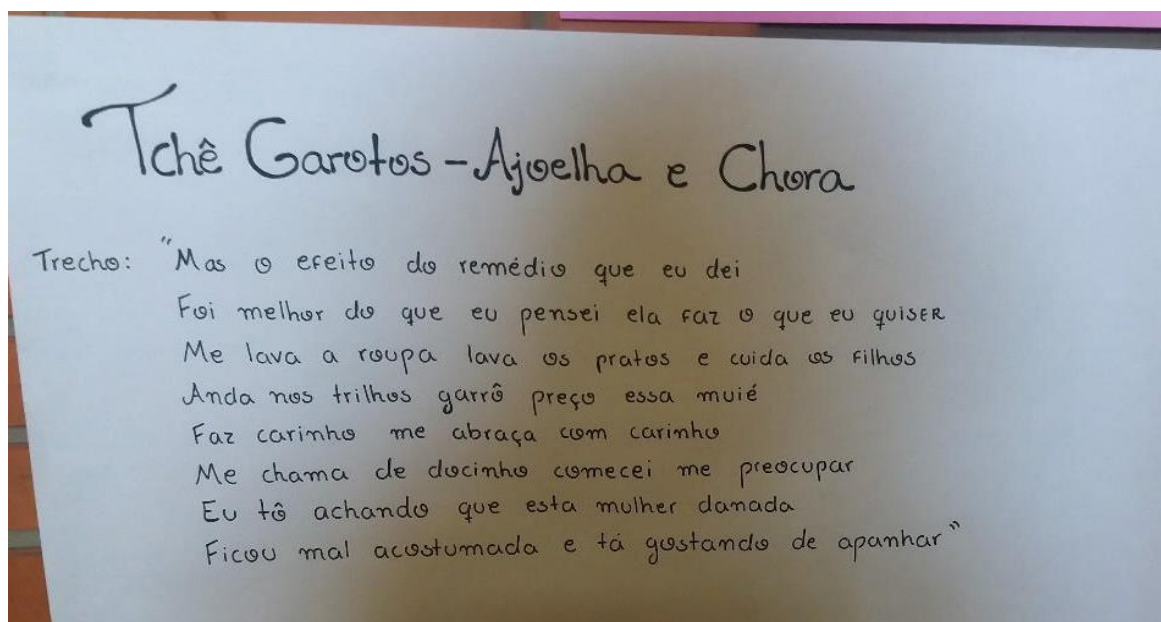 Tchê Garotos - Ajoelha e Chora
Trecho: "Mas o efeito do remédio que eu dei
Foi melhor do que eu pensei ela faz o que eu quiser
Me lava a roupa lava os pratos e cuida os filhos
Anda nos trilhos garrô preço essa muié
Faz carinho me abraça com carinho
Me chama de docinho comecei me preocupar
Eu tô achando que esta mulher danada
Ficou mal acostumada e tá gostando de apanhar"